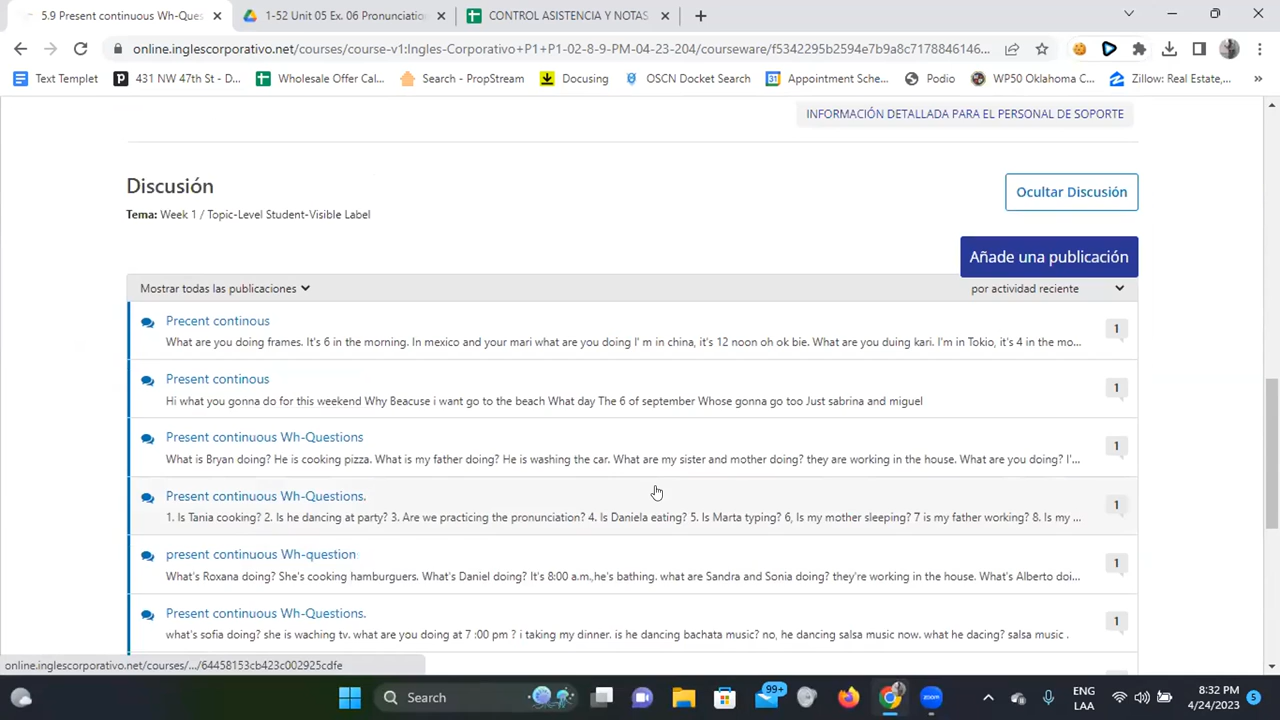 5.9 Present continuous Wh-Ques
1-52 Unit 05 Ex. 06 Pronunciation
CONTROL ASISTENCIA Y NOTAS
online.inglescorporativo.net/courses/course-v1:Ingles-Corporativo+P1+P1-02-8-9-PM-04-23-204/courseware/f5342295b2594e7b9a8c7178846146...
Text Templet
431 NW 47th St - D...
Wholesale Offer Cal...
Search - PropStream
Docusing
OSCN Docket Search
Appointment Sche...
Podio
WP50 Oklahoma C...
Zillow: Real Estate,...
INFORMACIÓN DETALLADA PARA EL PERSONAL DE SOPORTE
Discusión
Ocultar Discusión
Tema: Week 1 / Topic-Level Student-Visible Label
Añade una publicación
Mostrar todas las publicaciones
por actividad reciente
Precent continous
What are you doing frames. It's 6 in the morning. In mexico and your mari what are you doing I' m in china, it's 12 noon oh ok bie. What are you duing kari. I'm in Tokio, it's 4 in the mo...
1
Present continous
Hi what you gonna do for this weekend Why Beacuse i want go to the beach What day The 6 of september Whose gonna go too Just sabrina and miguel
1
Present continuous Wh-Questions
What is Bryan doing? He is cooking pizza. What is my father doing? He is washing the car. What are my sister and mother doing? they are working in the house. What are you doing? I'...
1
Present continuous Wh-Questions.
1. Is Tania cooking? 2. Is he dancing at party? 3. Are we practicing the pronunciation? 4. Is Daniela eating? 5. Is Marta typing? 6, Is my mother sleeping? 7 is my father working? 8. Is my ...
1
present continuous Wh-question
What's Roxana doing? She's cooking hamburguers. What's Daniel doing? It's 8:00 a.m.,he's bathing. what are Sandra and Sonia doing? they're working in the house. What's Alberto doi...
1
Present continuous Wh-Questions.
what's sofia doing? she is waching tv. what are you doing at 7 :00 pm ? i taking my dinner. is he dancing bachata music? no, he dancing salsa music now. what he dacing? salsa music .
1
online.inglescorporativo.net/courses/.../64458153cb423c002925cdfe
Search
99+
zoom
ENG
LAA
8:32 PM
4/24/2023
5